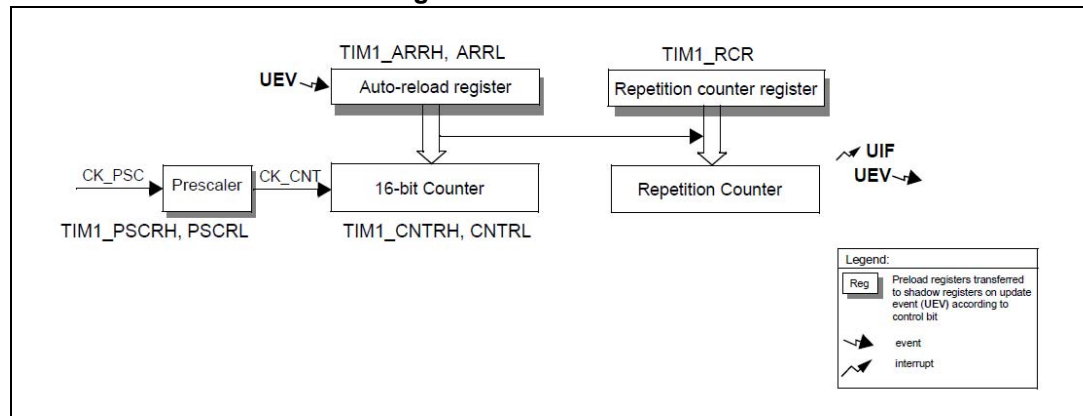 TIM1_ARRH, ARRL
TIM1_RCR
UEV
Auto-reload register
Repetition counter register
UIF
UEV
CK_PSC
Prescaler
CK_CNT
16-bit Counter
Repetition Counter
TIM1_PSCRH, PSCRL
TIM1_CNTRH, CNTRL
Legend:
Reg
Preload registers transferred
to shadow registers on update
event (UEV) according to
control bit
event
interrupt